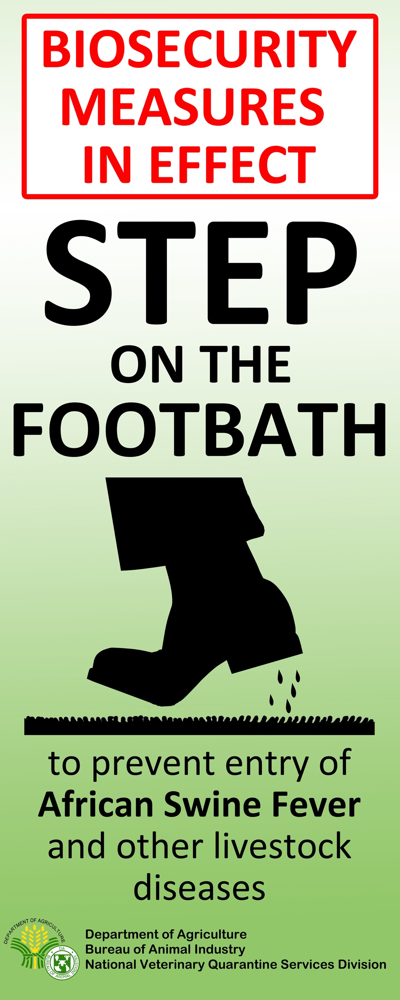 BIOSECURITY
MEASURES
IN EFFECT
STEP
ON THE
FOOTBATH
to prevent entry of
African Swine Fever
and other livestock
diseases
DEPARTMENT OF AGRICULTURE
DA
BUREAU OF ANIMAL INDUSTRY
Department of Agriculture
Bureau of Animal Industry
National Veterinary Quarantine Services Division